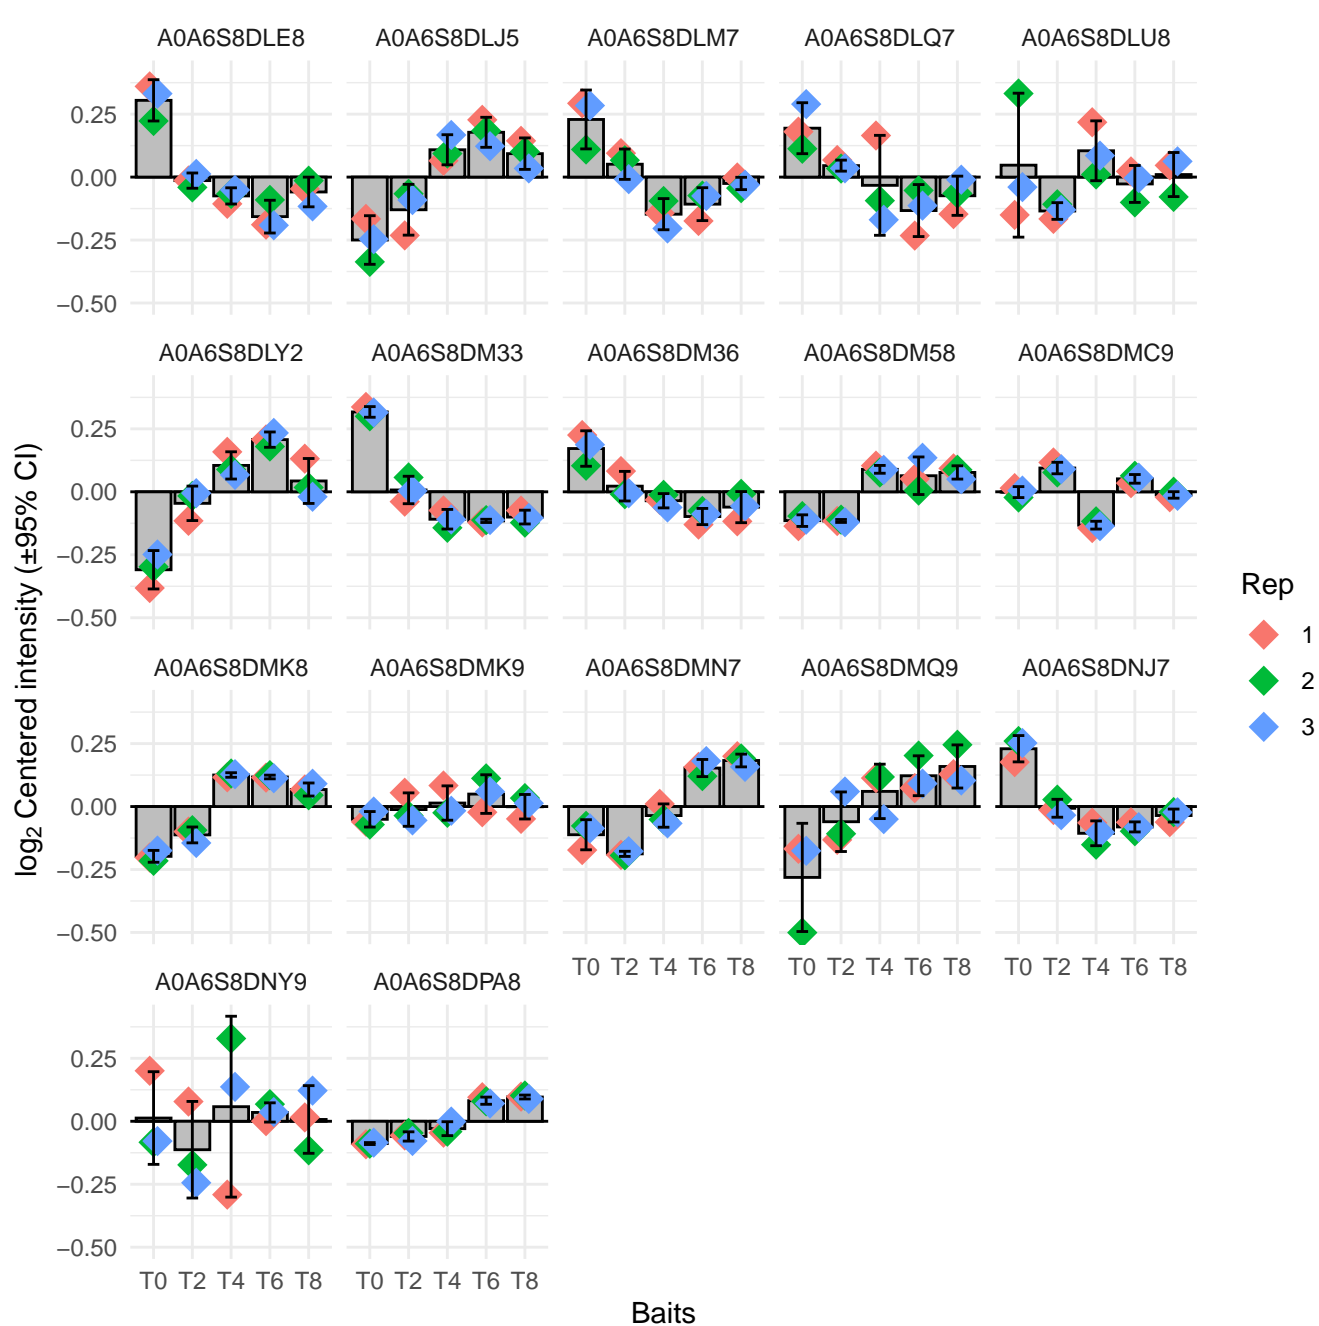 A0A6S8DLE8 A0A6S8DLJ5 A0A6S8DLM7 A0A6S8DLQ7 A0A6S8DLU8
0.25
0.00
−0.25
−0.50
A0A6S8DLY2 A0A6S8DM33 A0A6S8DM36 A0A6S8DM58 A0A6S8DMC9
0.25
0.00
−0.25
−0.50
log2 Centered intensity (±95% CI)
Rep
1
2
3
A0A6S8DMK8 A0A6S8DMK9 A0A6S8DMN7 A0A6S8DMQ9 A0A6S8DNJ7
0.25
0.00
−0.25
−0.50
T0 T2 T4 T6 T8 T0 T2 T4 T6 T8 T0 T2 T4 T6 T8
A0A6S8DNY9 A0A6S8DPA8
0.25
0.00
−0.25
−0.50
T0 T2 T4 T6 T8 T0 T2 T4 T6 T8
Baits